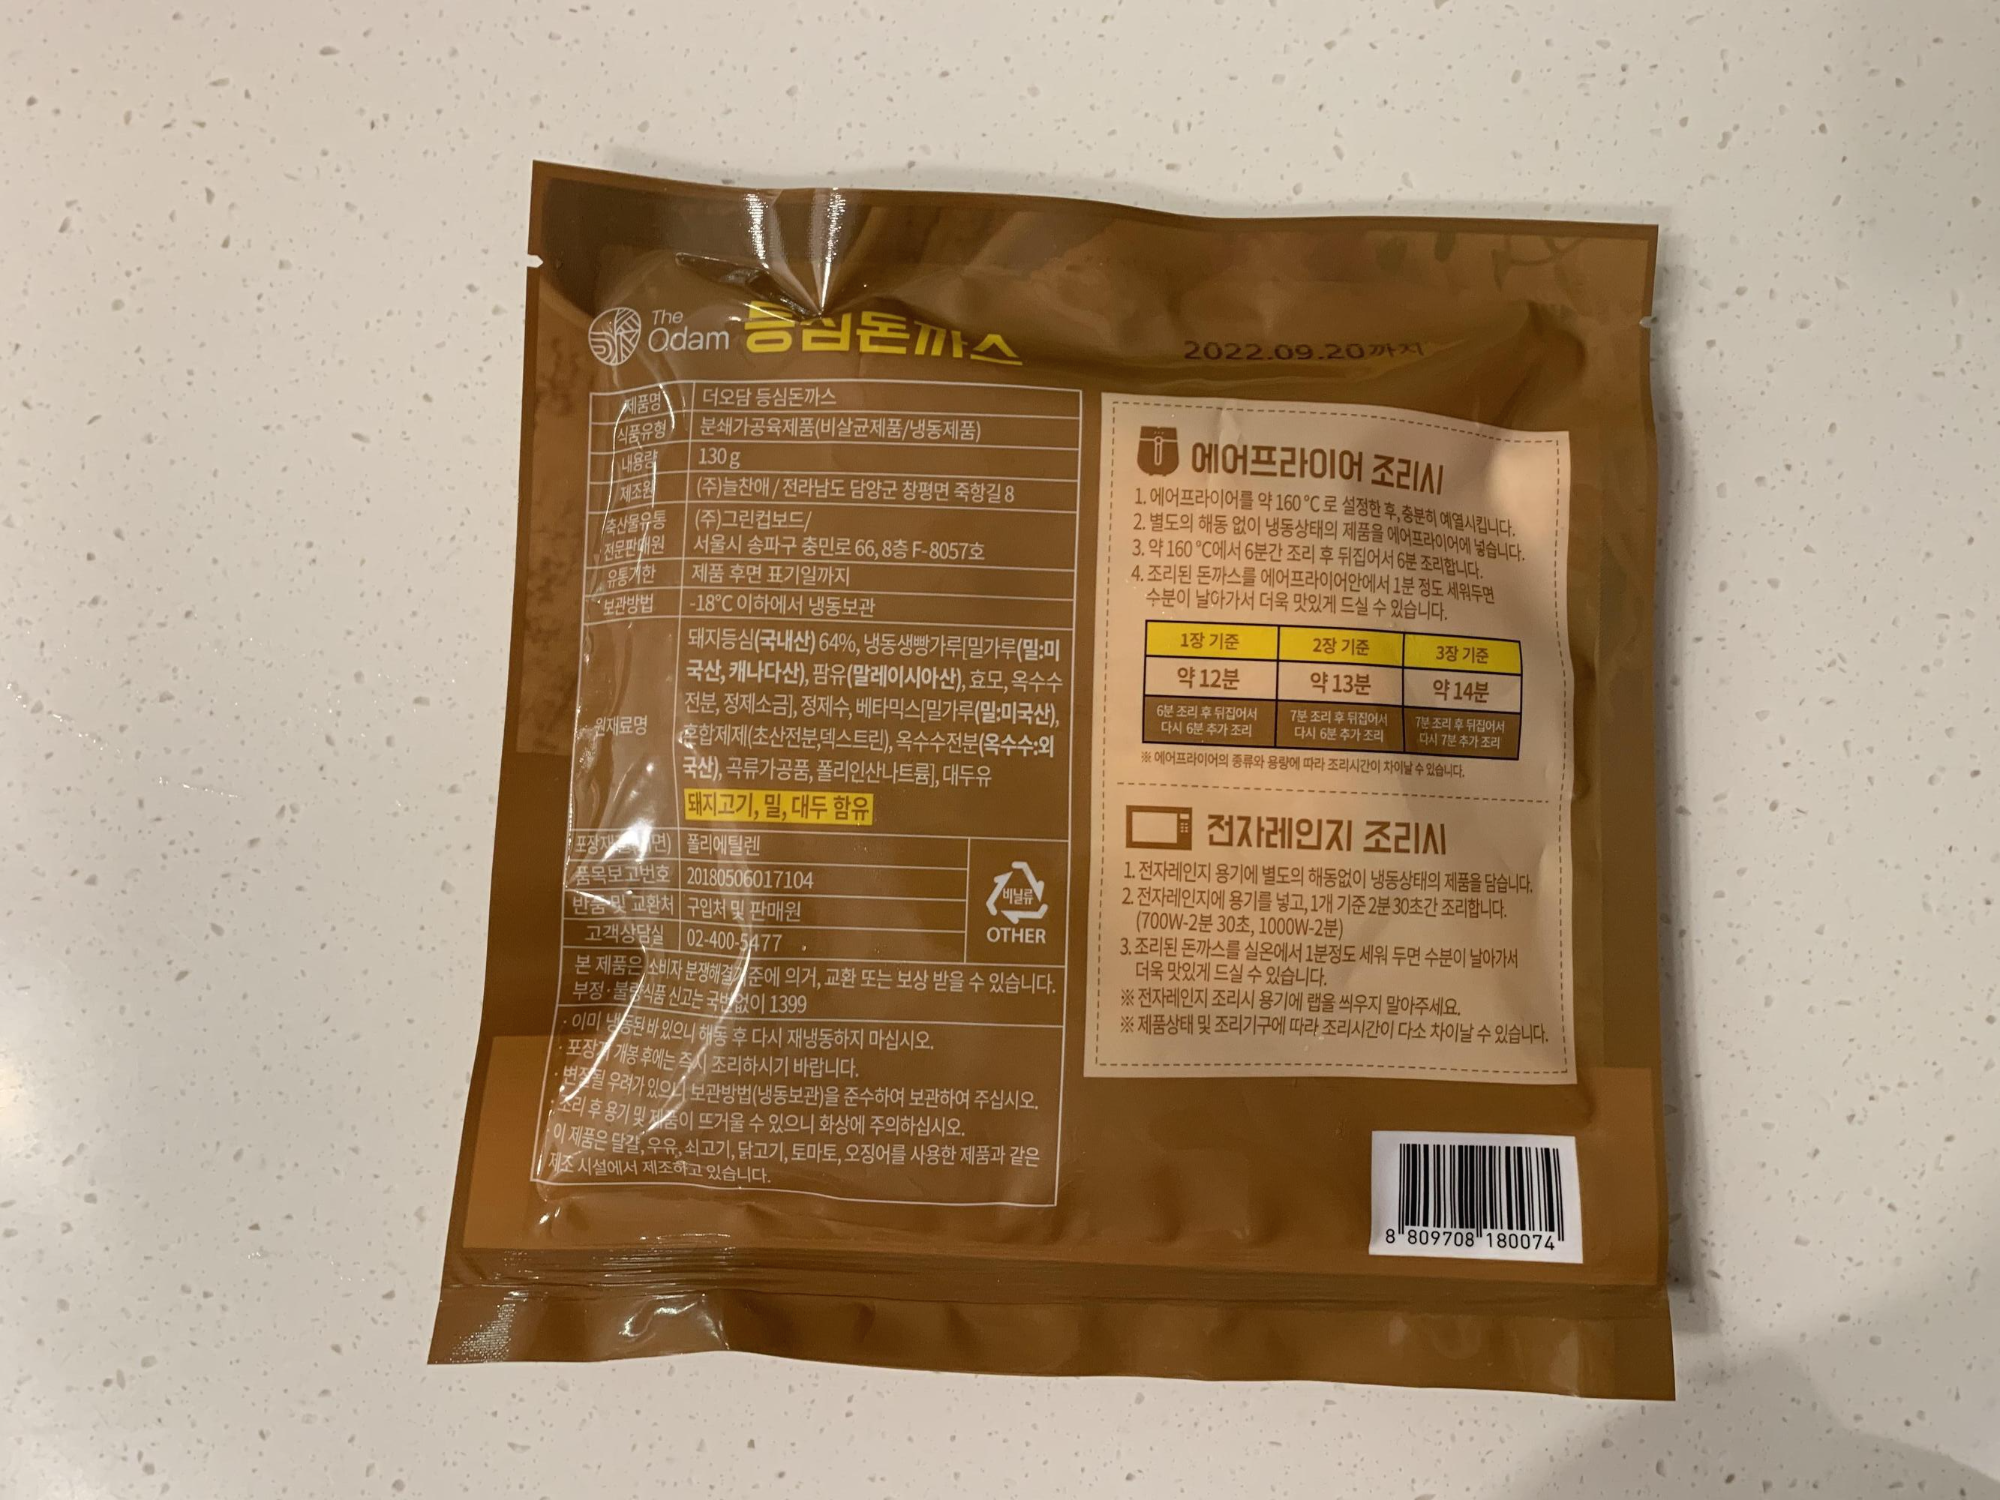 The
Odam
등심돈까스
2022.09.20까지
제품명 더오담 등심돈까스
식품유형 분쇄가공육제품(비살균제품/냉동제품)
내용량 130 g
제조원 (주)늘찬애 / 전라남도 담양군 창평면 죽항길 8
축산물유통 (주)그린컵보드/
전문판매원 서울시 송파구 충민로 66, 8층 F-8057호
유통기한 제품 후면 표기일까지
보관방법 -18°C 이하에서 냉동보관
원재료명
돼지등심(국내산) 64%, 냉동생빵가루[밀가루(밀:미
국산, 캐나다산), 팜유(말레이시아산), 효모, 옥수수
전분, 정제소금], 정제수, 베타믹스[밀가루(밀:미국산),
혼합제제(초산전분,덱스트린), 옥수수전분(옥수수:외
국산), 곡류가공품, 폴리인산나트륨], 대두유
돼지고기, 밀, 대두 함유
폴리에틸렌
품목보고번호 20180506017104
반품 및 교환처 구입처 및 판매원
고객상담실 02-400-5477
비닐류
OTHER
본 제품은 소비자 분쟁해결기준에 의거, 교환 또는 보상 받을 수 있습니다.
부정·불량식품 신고는 국번없이 1399
· 이미 냉동된 바 있으니 해동 후 다시 재냉동하지 마십시오.
· 포장지 개봉 후에는 즉시 조리하시기 바랍니다.
· 변질될 우려가 있으니 보관방법(냉동보관)을 준수하여 보관하여 주십시오.
· 조리 후 용기 및 제품이 뜨거울 수 있으니 화상에 주의하십시오.
· 이 제품은 달걀, 우유, 쇠고기, 닭고기, 토마토, 오징어를 사용한 제품과 같은
제조 시설에서 제조하고 있습니다.
에어프라이어 조리시
1. 에어프라이어를 약 160 °C 로 설정한 후, 충분히 예열시킵니다.
2. 별도의 해동 없이 냉동상태의 제품을 에어프라이어에 넣습니다.
3. 약 160 °C에서 6분간 조리 후 뒤집어서 6분 조리합니다.
4. 조리된 돈까스를 에어프라이어안에서 1분 정도 세워두면
수분이 날아가서 더욱 맛있게 드실 수 있습니다.
1장 기준 2장 기준 3장 기준
약 12분 약 13분 약 14분
6분 조리 후 뒤집어서 7분 조리 후 뒤집어서 7분 조리 후 뒤집어서
다시 6분 추가 조리 다시 6분 추가 조리 다시 7분 추가 조리
※ 에어프라이어의 종류와 용량에 따라 조리시간이 차이날 수 있습니다.
전자레인지 조리시
1. 전자레인지 용기에 별도의 해동없이 냉동상태의 제품을 담습니다.
2. 전자레인지에 용기를 넣고, 1개 기준 2분 30초간 조리합니다.
(700W-2분 30초, 1000W-2분)
3. 조리된 돈까스를 실온에서 1분정도 세워 두면 수분이 날아가서
더욱 맛있게 드실 수 있습니다.
※ 전자레인지 조리시 용기에 랩을 씌우지 말아주세요.
※ 제품상태 및 조리기구에 따라 조리시간이 다소 차이날 수 있습니다.
8 809708 180074